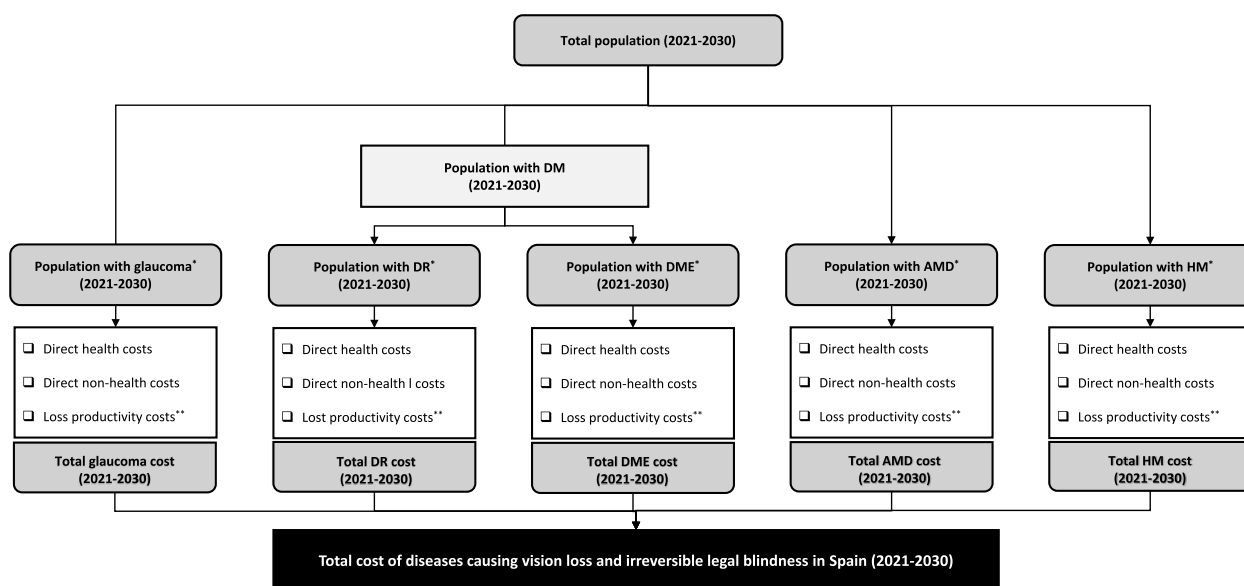 Total population (2021-2030)
Population with DM
(2021-2030)
Population with glaucoma*
(2021-2030)
Population with DR*
(2021-2030)
Population with DME*
(2021-2030)
Population with AMD*
(2021-2030)
Population with HM*
(2021-2030)
❑ Direct health costs
❑ Direct non-health costs
❑ Loss productivity costs**
❑ Direct health costs
❑ Direct non-health l costs
❑ Lost productivity costs**
❑ Direct health costs
❑ Direct non-health costs
❑ Loss productivity costs**
❑ Direct health costs
❑ Direct non-health costs
❑ Loss productivity costs**
❑ Direct health costs
❑ Direct non-health costs
❑ Loss productivity costs**
Total glaucoma cost
(2021-2030)
Total DR cost
(2021-2030)
Total DME cost
(2021-2030)
Total AMD cost
(2021-2030)
Total HM cost
(2021-2030)
Total cost of diseases causing vision loss and irreversible legal blindness in Spain (2021-2030)